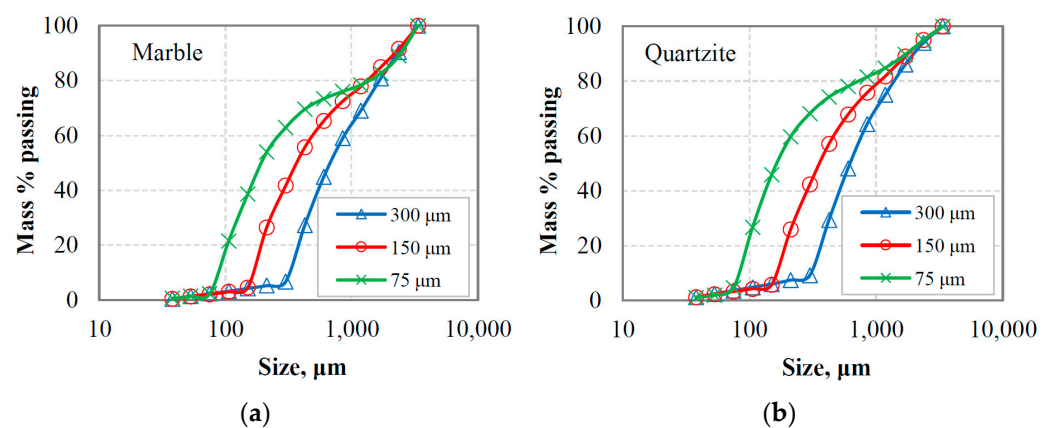 Marble
Mass % passing
100
80
60
40
20
0
300 μm
150 μm
75 μm
10
100
1,000
10,000
Size, μm
(a)
Quartzite
Mass % passing
100
80
60
40
20
0
300 μm
150 μm
75 μm
10
100
1,000
10,000
Size, μm
(b)